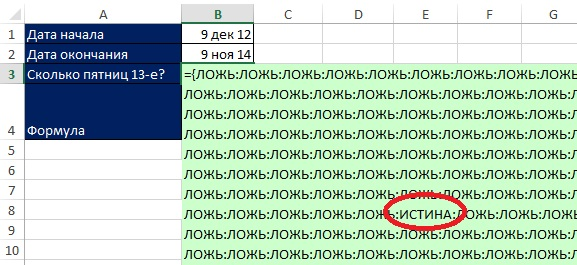 A B C D E F G
1 Дата начала 9 дек 12
2 Дата окончания 9 ноя 14
3 Сколько пятниц 13-е? ={ЛОЖЬ:ЛОЖЬ:ЛОЖЬ:ЛОЖЬ:ЛОЖЬ:ЛОЖЬ:ЛОЖЬ:ЛОЖЬ:ЛОЖЬ
ЛОЖЬ:ЛОЖЬ:ЛОЖЬ:ЛОЖЬ:ЛОЖЬ:ЛОЖЬ:ЛОЖЬ:ЛОЖЬ:ЛОЖЬ:
ЛОЖЬ:ЛОЖЬ:ЛОЖЬ:ЛОЖЬ:ЛОЖЬ:ЛОЖЬ:ЛОЖЬ:ЛОЖЬ:ЛОЖЬ:
4 Формула ЛОЖЬ:ЛОЖЬ:ЛОЖЬ:ЛОЖЬ:ЛОЖЬ:ЛОЖЬ:ЛОЖЬ:ЛОЖЬ:ЛОЖЬ:
5 ЛОЖЬ:ЛОЖЬ:ЛОЖЬ:ЛОЖЬ:ЛОЖЬ:ЛОЖЬ:ЛОЖЬ:ЛОЖЬ:ЛОЖЬ:
6 ЛОЖЬ:ЛОЖЬ:ЛОЖЬ:ЛОЖЬ:ЛОЖЬ:ЛОЖЬ:ЛОЖЬ:ЛОЖЬ:ЛОЖЬ:
7 ЛОЖЬ:ЛОЖЬ:ЛОЖЬ:ЛОЖЬ:ЛОЖЬ:ЛОЖЬ:ЛОЖЬ:ЛОЖЬ:ЛОЖЬ:
8 ЛОЖЬ:ЛОЖЬ:ЛОЖЬ:ЛОЖЬ:ЛОЖЬ:ИСТИНА:ЛОЖЬ:ЛОЖЬ:ЛОЖЬ
9 ЛОЖЬ:ЛОЖЬ:ЛОЖЬ:ЛОЖЬ:ЛОЖЬ:ЛОЖЬ:ЛОЖЬ:ЛОЖЬ:ЛОЖЬ:
10 ЛОЖЬ:ЛОЖЬ:ЛОЖЬ:ЛОЖЬ:ЛОЖЬ:ЛОЖЬ:ЛОЖЬ:ЛОЖЬ:ЛОЖЬ: